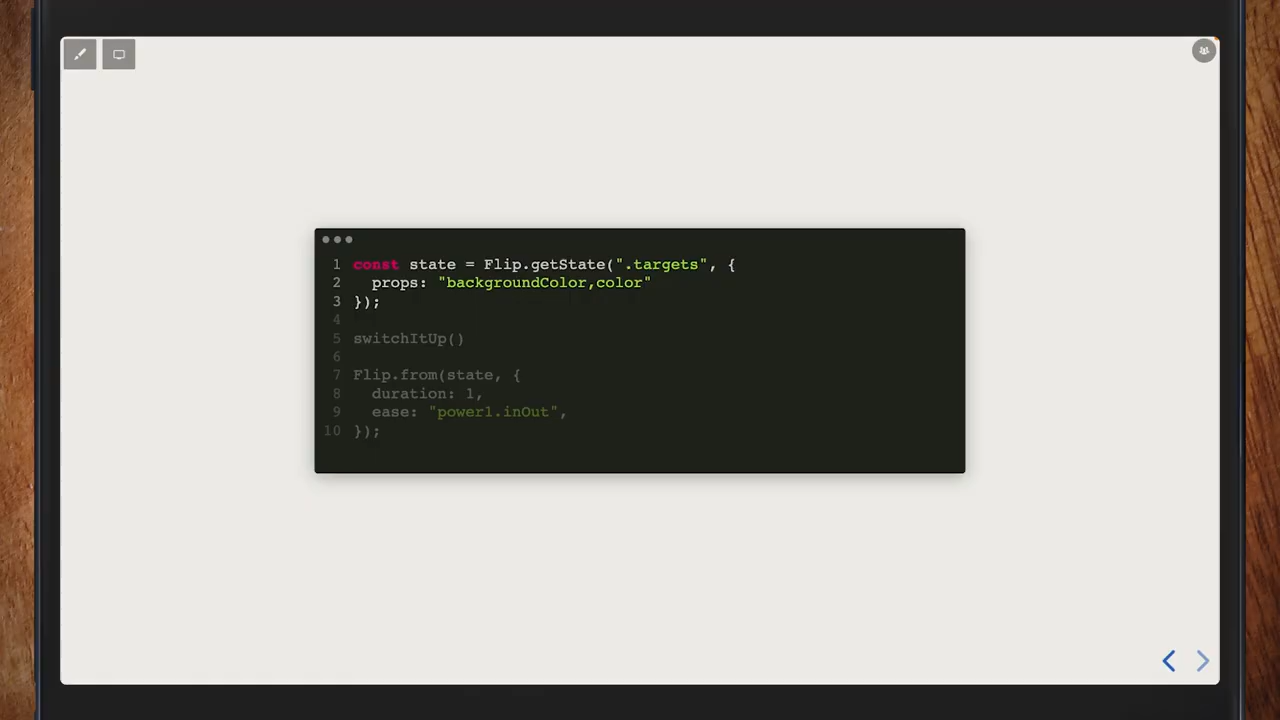 1 const state = Flip.getState(".targets", {
2 props: "backgroundColor,color"
3 });
4
5 switchItUp()
6
7 Flip.from(state, {
8 duration: 1,
9 ease: "power1.inOut",
10 });